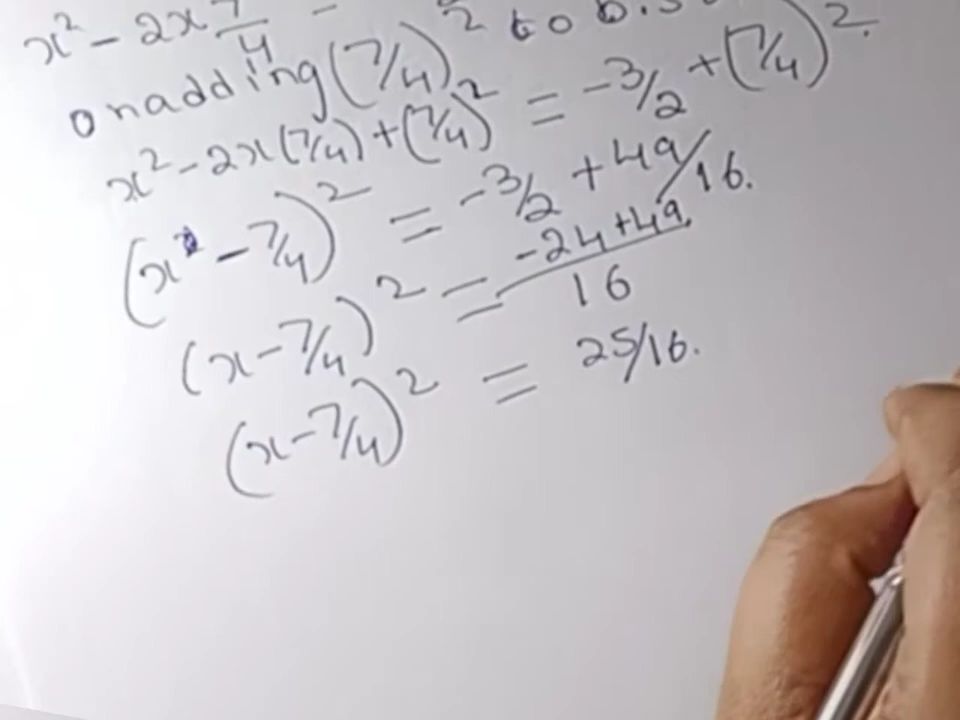 x² - 2x 7/4 =
on adding (7/4)² to b.s
x² - 2x(7/4) + (7/4)² = -3/2 + (7/4)².
(x - 7/4)² = -3/2 + 49/16.
(x - 7/4)² = -24+49/16
(x - 7/4)² = 25/16.